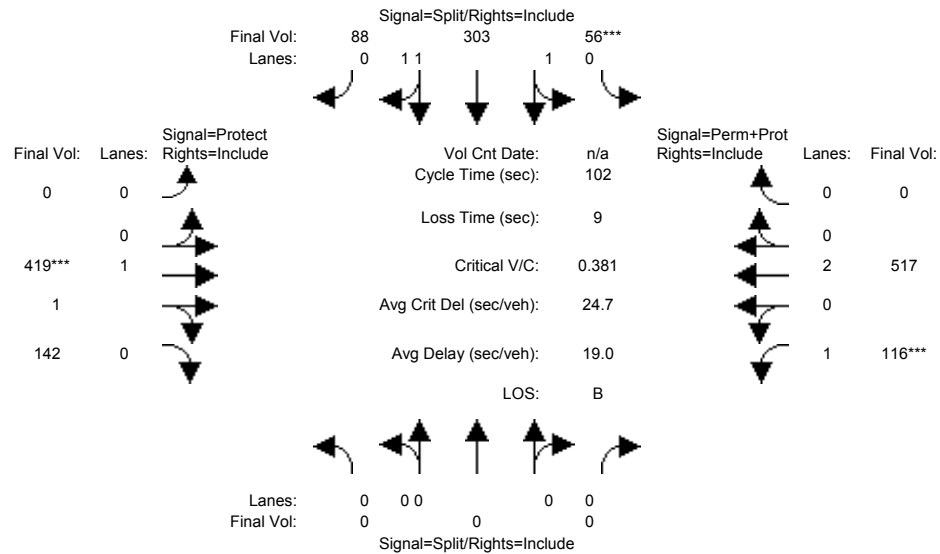 Signal=Split/Rights=Include
Final Vol: 88 303 56***
Lanes: 0 1 1 1 0
Signal=Protect Signal=Perm+Prot
Final Vol: Lanes: Rights=Include Vol Cnt Date: n/a Rights=Include Lanes: Final Vol:
Cycle Time (sec): 102
0 0 0 0
Loss Time (sec): 9
0 0
419*** 1 Critical V/C: 0.381 2 517
1 Avg Crit Del (sec/veh): 24.7 0
142 0 Avg Delay (sec/veh): 19.0 1 116***
LOS: B
Lanes: 0 0 0 0 0
Final Vol: 0 0 0
Signal=Split/Rights=Include